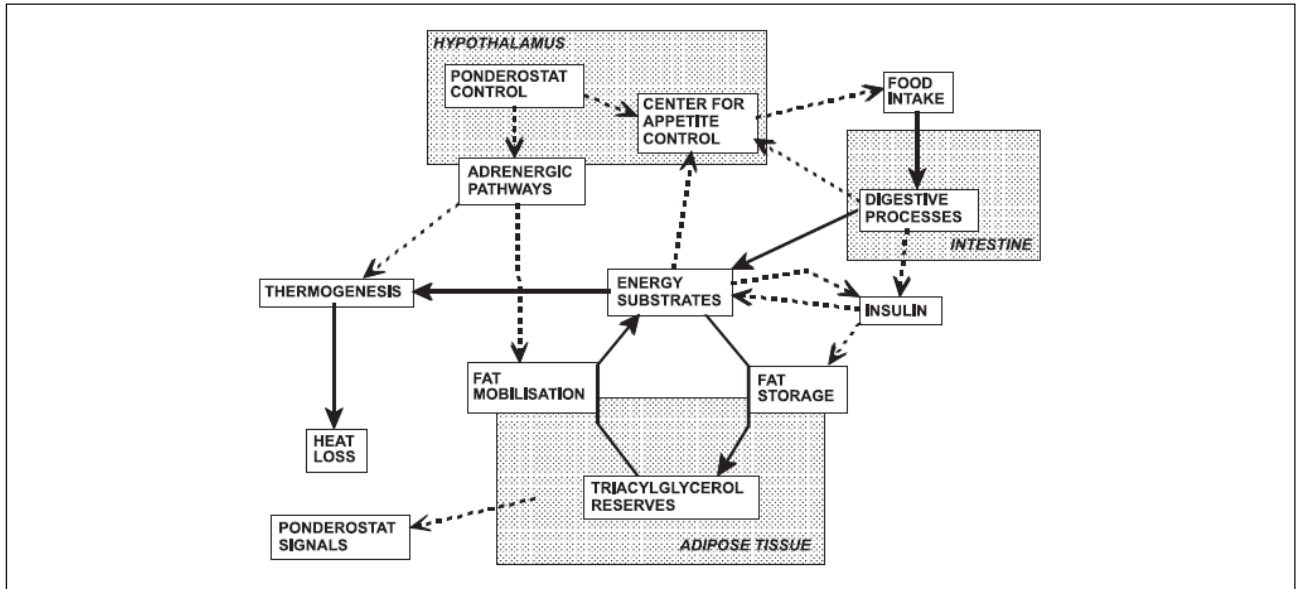 HYPOTHALAMUS
PONDEROSTAT
CONTROL
CENTER FOR
APPETITE
CONTROL
FOOD
INTAKE
ADRENERGIC
PATHWAYS
DIGESTIVE
PROCESSES
INTESTINE
THERMOGENESIS
ENERGY
SUBSTRATES
INSULIN
FAT
MOBILISATION
FAT
STORAGE
HEAT
LOSS
TRIACYLGLYCEROL
RESERVES
PONDEROSTAT
SIGNALS
ADIPOSE TISSUE